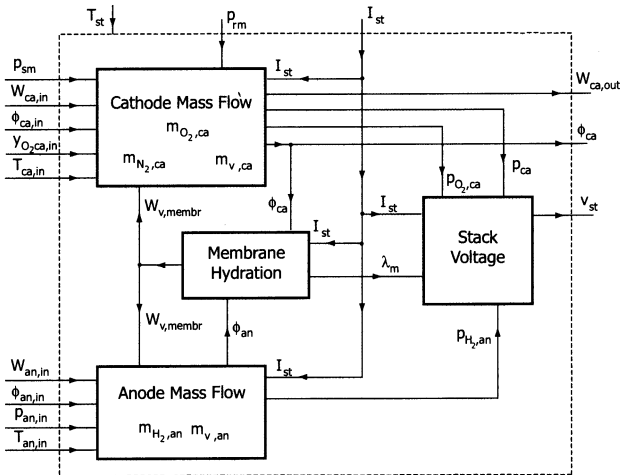 T_st
p_rm
I_st
p_sm
I_st
W_ca,in
W_ca,out
Cathode Mass Flow
ϕ_ca,in
m_O₂,ca
y_O₂ca,in
m_N₂,ca m_v,ca
ϕ_ca
T_ca,in
p_ca
p_O₂,ca
W_v,membr
ϕ_ca
I_st
I_st
v_st
Stack
Voltage
Membrane
Hydration
λ_m
W_v,membr
ϕ_an
p_H₂,an
W_an,in
I_st
ϕ_an,in
Anode Mass Flow
p_an,in
m_H₂,an m_v,an
T_an,in